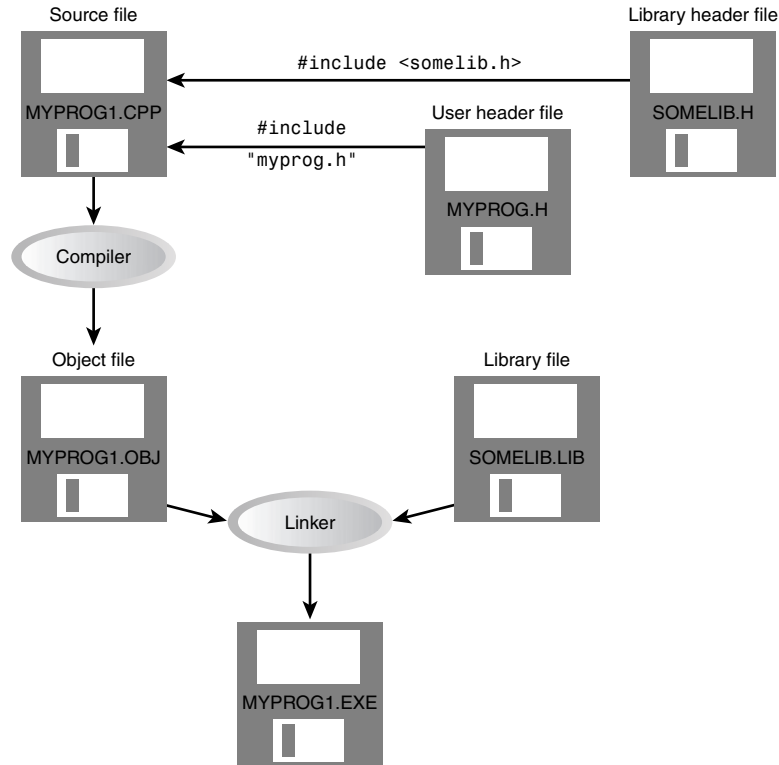 Source file
Library header file
#include <somelib.h>
MYPROG1.CPP
SOMELIB.H
User header file
#include
"myprog.h"
MYPROG.H
Compiler
Object file
Library file
MYPROG1.OBJ
SOMELIB.LIB
Linker
MYPROG1.EXE